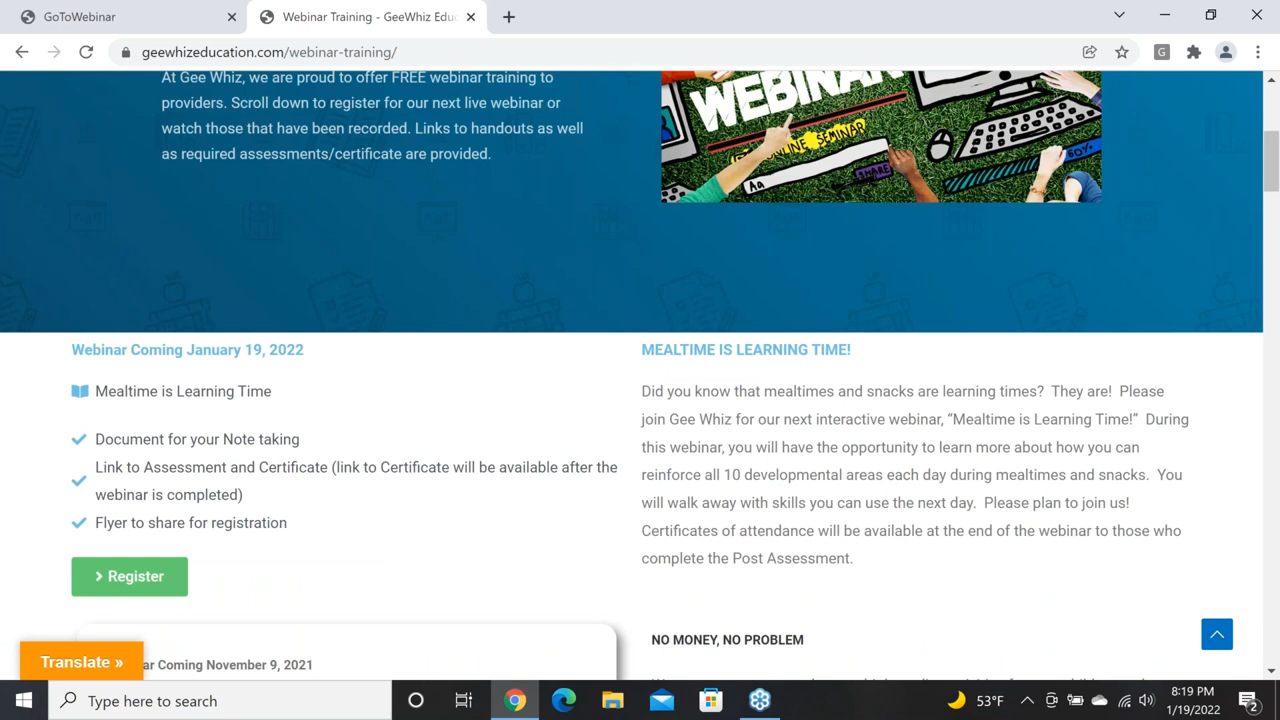 GoToWebinar
Webinar Training - GeeWhiz Educ
geewhizeducation.com/webinar-training/
G
At Gee Whiz, we are proud to offer FREE webinar training to
providers. Scroll down to register for our next live webinar or
watch those that have been recorded. Links to handouts as well
as required assessments/certificate are provided.
WEBINAR
ONLINE SEMINAR
Aa
SHARE
60%
Webinar Coming January 19, 2022
Mealtime is Learning Time
Document for your Note taking
Link to Assessment and Certificate (link to Certificate will be available after the
webinar is completed)
Flyer to share for registration
Register
MEALTIME IS LEARNING TIME!
Did you know that mealtimes and snacks are learning times? They are! Please
join Gee Whiz for our next interactive webinar, “Mealtime is Learning Time!” During
this webinar, you will have the opportunity to learn more about how you can
reinforce all 10 developmental areas each day during mealtimes and snacks. You
will walk away with skills you can use the next day. Please plan to join us!
Certificates of attendance will be available at the end of the webinar to those who
complete the Post Assessment.
Translate »
ar Coming November 9, 2021
NO MONEY, NO PROBLEM
Type here to search
53°F
8:19 PM
1/19/2022
2